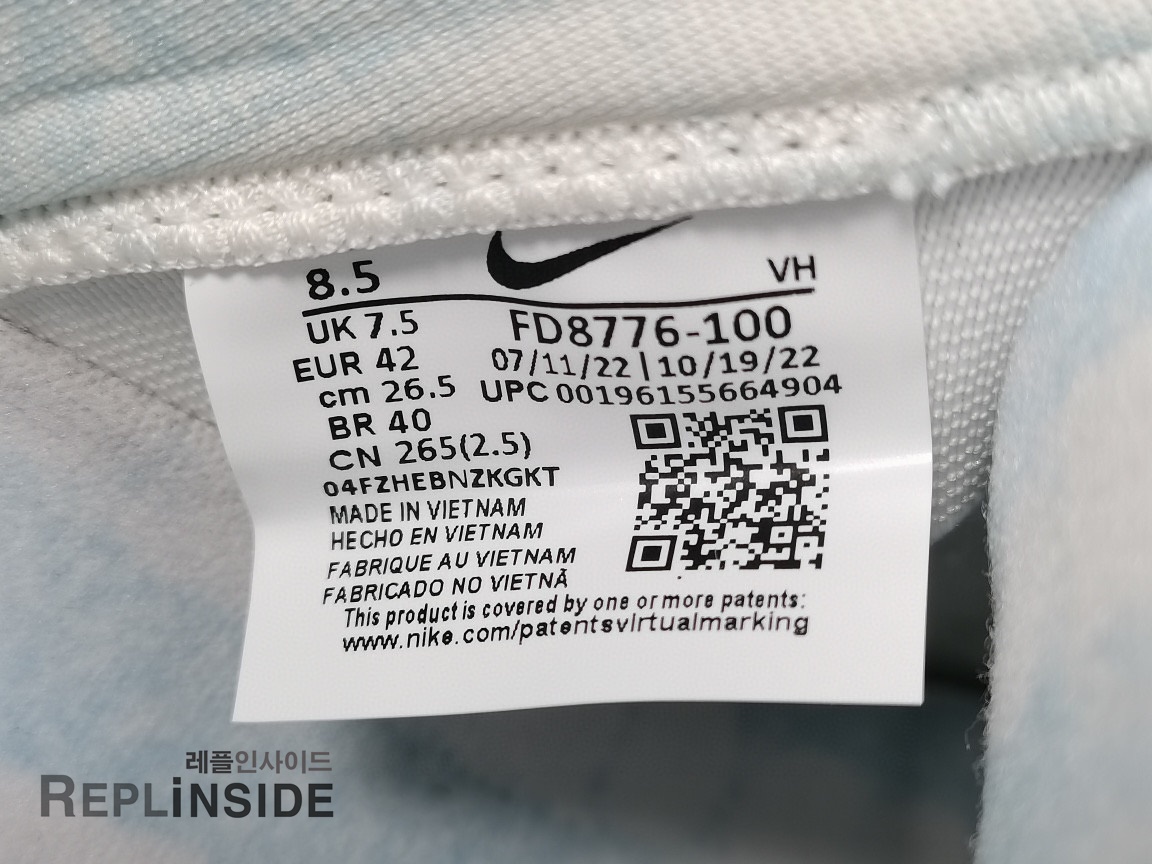 8.5 VH
UK 7.5 FD8776-100
EUR 42 07/11/22 | 10/19/22
cm 26.5 UPC 00196155664904
BR 40
CN 265(2.5)
04FZHEBNZKGKT
MADE IN VIETNAM
HECHO EN VIETNAM
FABRIQUE AU VIETNAM
FABRICADO NO VIETNÃ
This product is covered by one or more patents:
www.nike.com/patentsvirtualmarking
레플인사이드
REPLiNSIDE